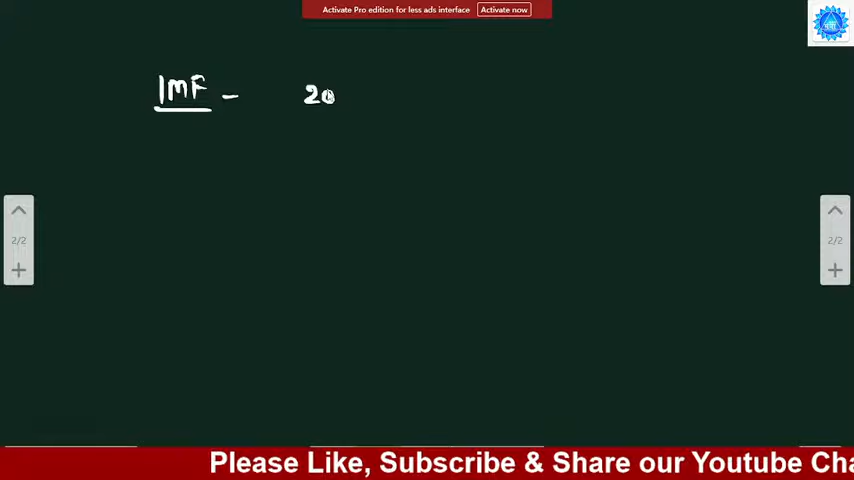 Activate Pro edition for less ads interface Activate now
IMF - 20
2/2 2/2
Please Like, Subscribe & Share our Youtube Cha